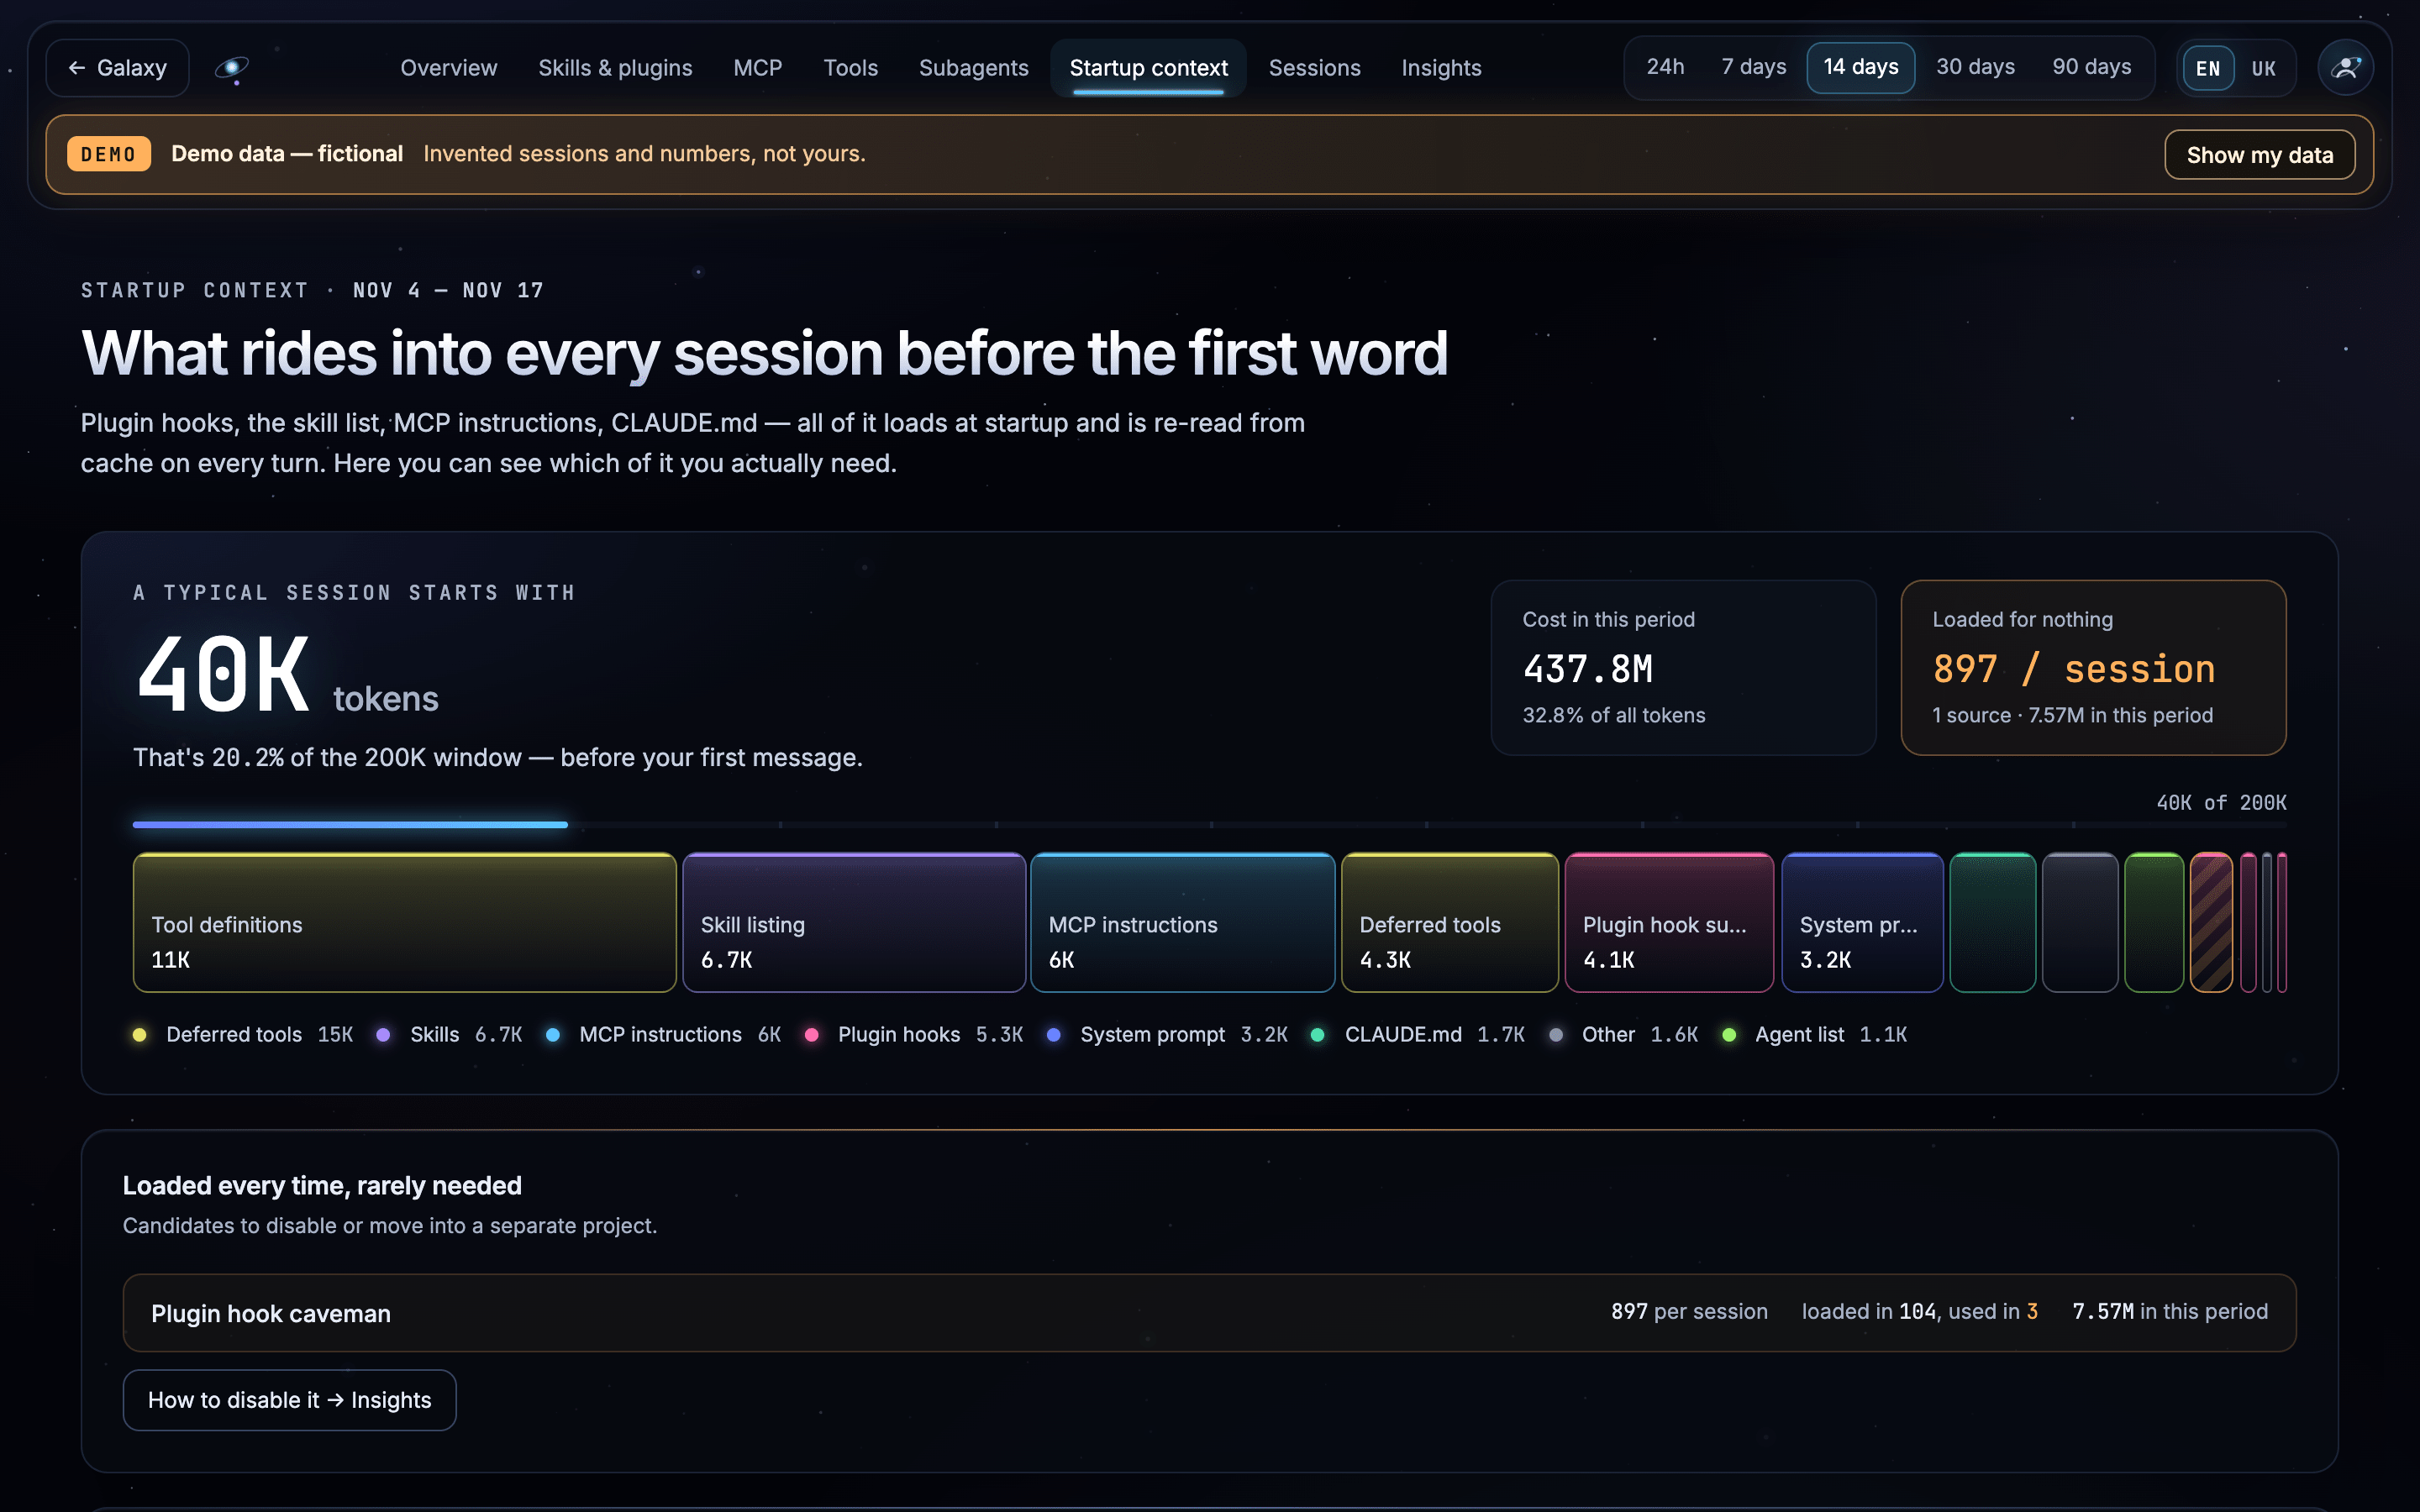 ← Galaxy
Overview
Skills & plugins
MCP
Tools
Subagents
Startup context
Sessions
Insights
24h
7 days
14 days
30 days
90 days
EN
UK
DEMO
Demo data — fictional
Invented sessions and numbers, not yours.
Show my data
STARTUP CONTEXT · NOV 4 — NOV 17
What rides into every session before the first word
Plugin hooks, the skill list, MCP instructions, CLAUDE.md — all of it loads at startup and is re-read from
cache on every turn. Here you can see which of it you actually need.
A TYPICAL SESSION STARTS WITH
40K tokens
That's 20.2% of the 200K window — before your first message.
Cost in this period
437.8M
32.8% of all tokens
Loaded for nothing
897 / session
1 source · 7.57M in this period
40K of 200K
Tool definitions
11K
Skill listing
6.7K
MCP instructions
6K
Deferred tools
4.3K
Plugin hook su...
4.1K
System pr...
3.2K
Deferred tools 15K
Skills 6.7K
MCP instructions 6K
Plugin hooks 5.3K
System prompt 3.2K
CLAUDE.md 1.7K
Other 1.6K
Agent list 1.1K
Loaded every time, rarely needed
Candidates to disable or move into a separate project.
Plugin hook caveman
897 per session
loaded in 104, used in 3
7.57M in this period
How to disable it → Insights